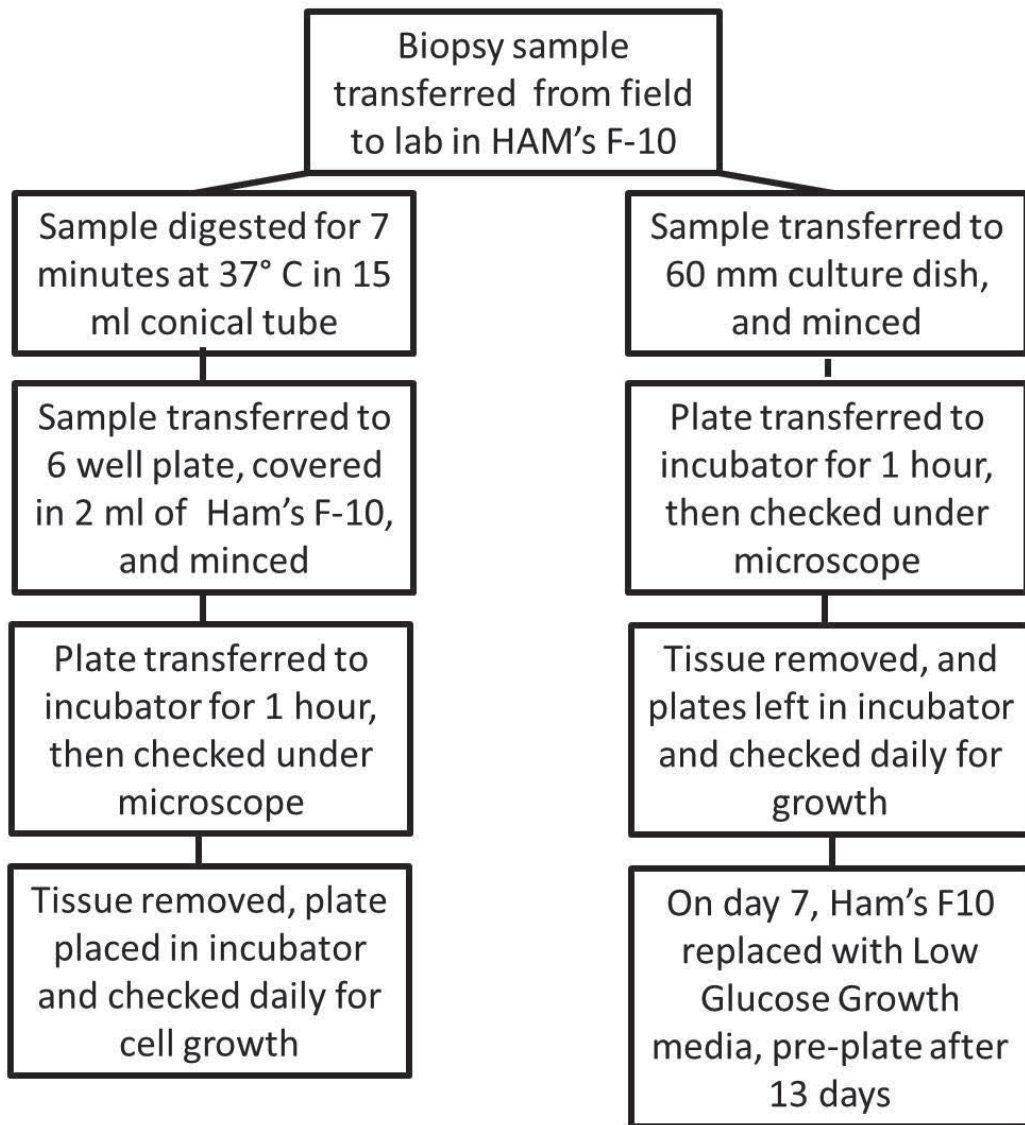 Biopsy sample
transferred from field
to lab in HAM's F-10
Sample digested for 7
minutes at 37° C in 15
ml conical tube
Sample transferred to
6 well plate, covered
in 2 ml of Ham's F-10,
and minced
Plate transferred to
incubator for 1 hour,
then checked under
microscope
Tissue removed, plate
placed in incubator
and checked daily for
cell growth
Sample transferred to
60 mm culture dish,
and minced
Plate transferred to
incubator for 1 hour,
then checked under
microscope
Tissue removed, and
plates left in incubator
and checked daily for
growth
On day 7, Ham's F10
replaced with Low
Glucose Growth
media, pre-plate after
13 days